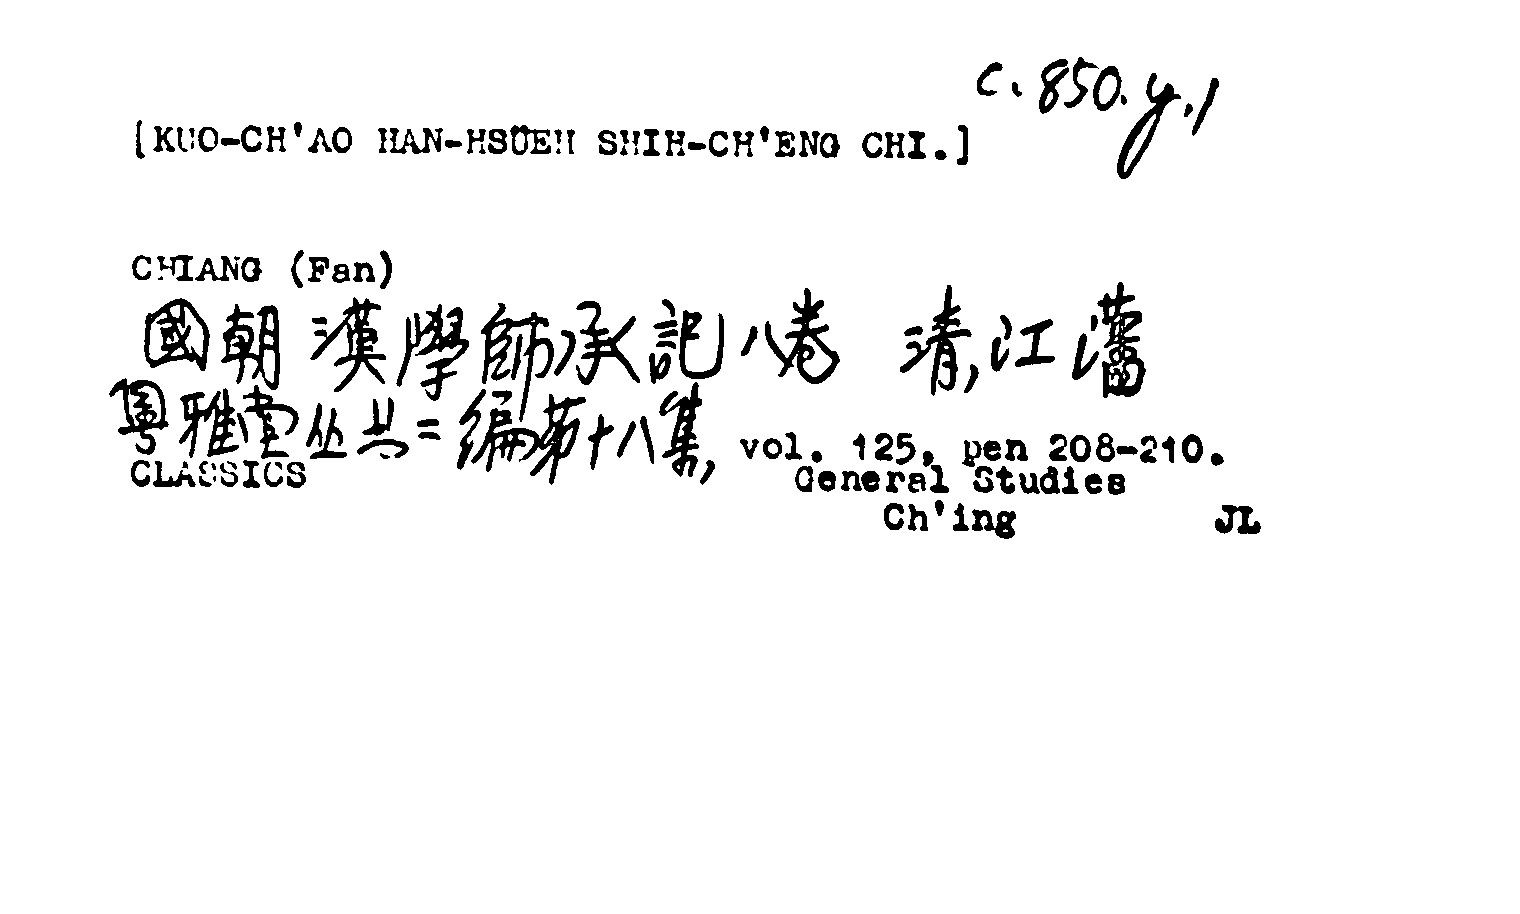 c. 850. y. 1
[KUO-CH'AO HAN-HSÜEH SHIH-CH'ENG CHI.]
CHIANG (Fan)
國朝漢學師承記八卷 清,江藩
粵雅堂丛书二編第十八集, vol. 125, pen 208-210.
CLASSICS General Studies
Ch'ing JL